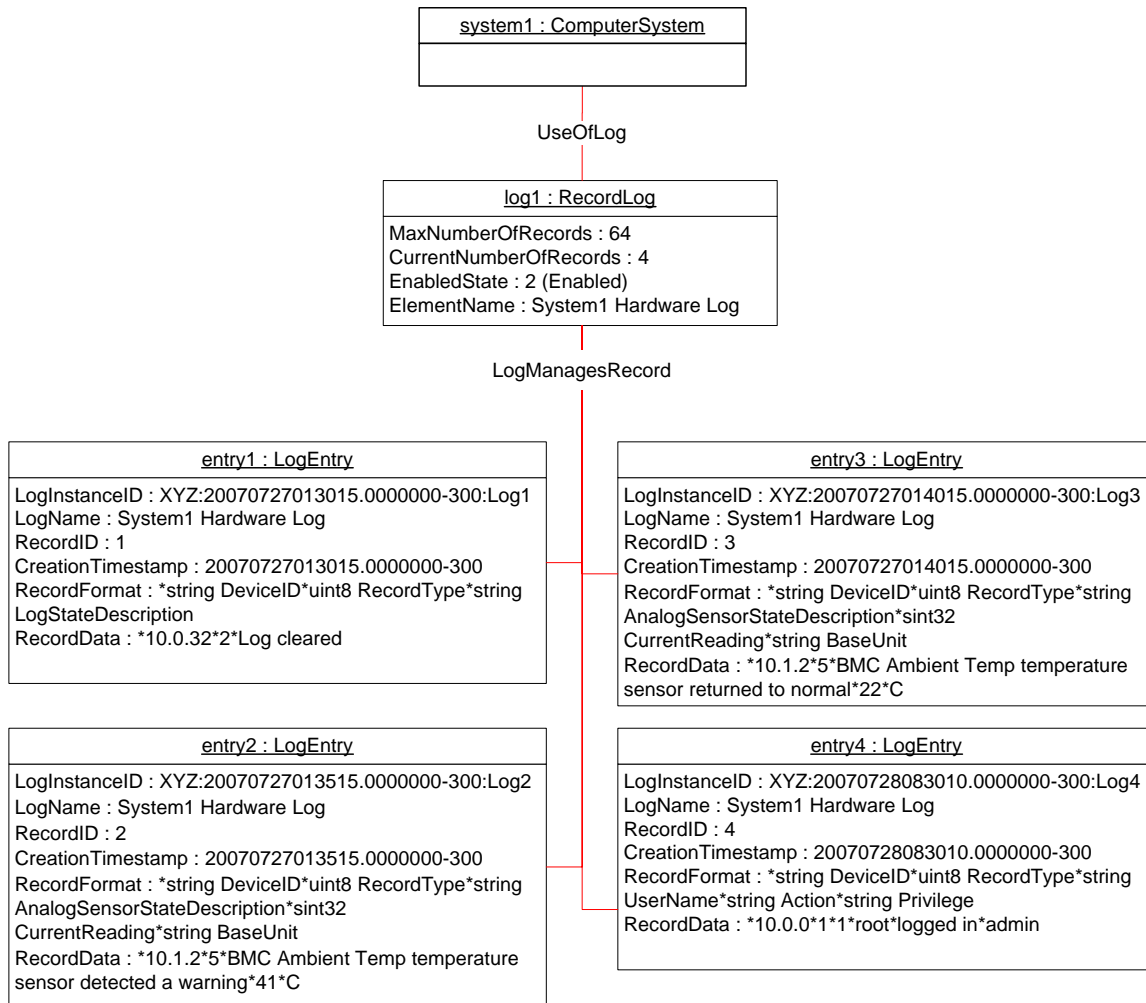 system1 : ComputerSystem
UseOfLog
log1 : RecordLog
MaxNumberOfRecords : 64
CurrentNumberOfRecords : 4
EnabledState : 2 (Enabled)
ElementName : System1 Hardware Log
LogManagesRecord
entry1 : LogEntry
LogInstanceID : XYZ:20070727013015.0000000-300:Log1
LogName : System1 Hardware Log
RecordID : 1
CreationTimestamp : 20070727013015.0000000-300
RecordFormat : *string DeviceID*uint8 RecordType*string
LogStateDescription
RecordData : *10.0.32*2*Log cleared
entry3 : LogEntry
LogInstanceID : XYZ:20070727014015.0000000-300:Log3
LogName : System1 Hardware Log
RecordID : 3
CreationTimestamp : 20070727014015.0000000-300
RecordFormat : *string DeviceID*uint8 RecordType*string
AnalogSensorStateDescription*sint32
CurrentReading*string BaseUnit
RecordData : *10.1.2*5*BMC Ambient Temp temperature
sensor returned to normal*22*C
entry2 : LogEntry
LogInstanceID : XYZ:20070727013515.0000000-300:Log2
LogName : System1 Hardware Log
RecordID : 2
CreationTimestamp : 20070727013515.0000000-300
RecordFormat : *string DeviceID*uint8 RecordType*string
AnalogSensorStateDescription*sint32
CurrentReading*string BaseUnit
RecordData : *10.1.2*5*BMC Ambient Temp temperature
sensor detected a warning*41*C
entry4 : LogEntry
LogInstanceID : XYZ:20070728083010.0000000-300:Log4
LogName : System1 Hardware Log
RecordID : 4
CreationTimestamp : 20070728083010.0000000-300
RecordFormat : *string DeviceID*uint8 RecordType*string
UserName*string Action*string Privilege
RecordData : *10.0.0*1*1*root*logged in*admin